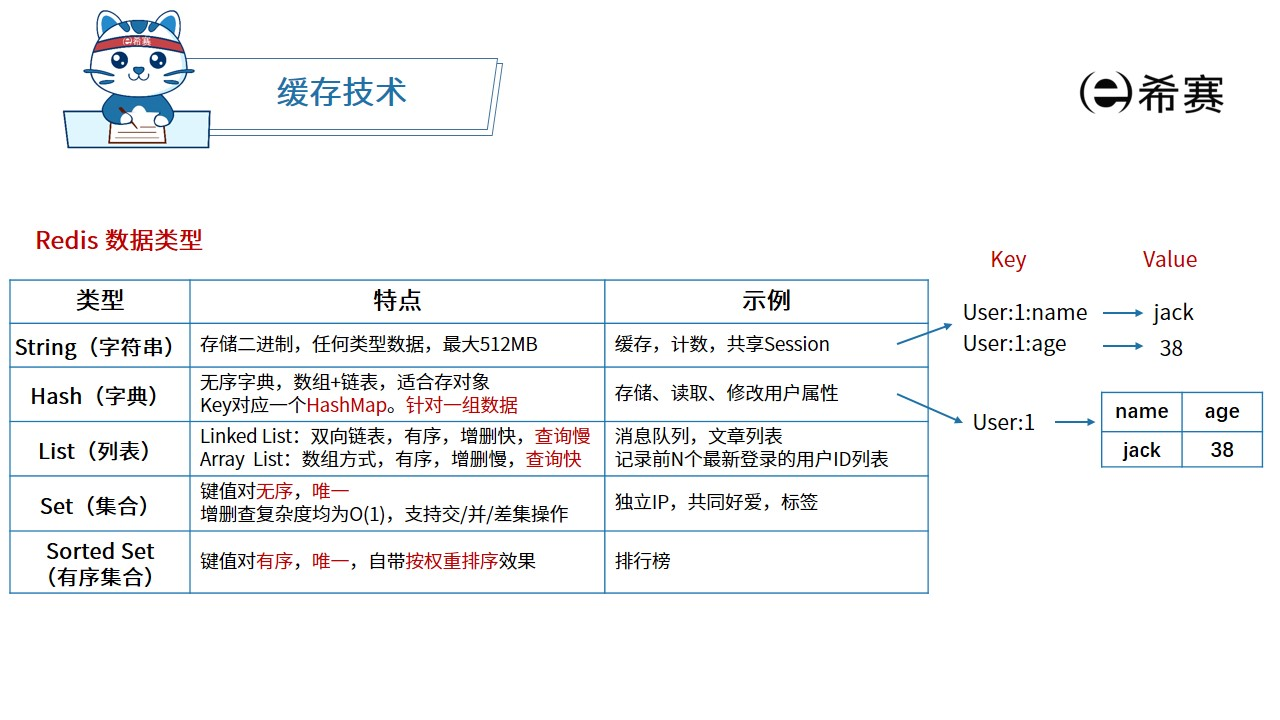 希赛
缓存技术
希赛
Redis 数据类型
类型 特点 示例
String（字符串） 存储二进制，任何类型数据，最大512MB 缓存，计数，共享Session
Hash（字典） 无序字典，数组+链表，适合存对象
Key对应一个HashMap。针对一组数据
存储、读取、修改用户属性
List（列表） Linked List：双向链表，有序，增删快，查询慢
Array List：数组方式，有序，增删慢，查询快
消息队列，文章列表
记录前N个最新登录的用户ID列表
Set（集合） 键值对无序，唯一
增删查复杂度均为O(1)，支持交/并/差集操作
独立IP，共同好爱，标签
Sorted Set
（有序集合）
键值对有序，唯一，自带按权重排序效果
排行榜
Key Value
User:1:name jack
User:1:age 38
User:1
name age
jack 38